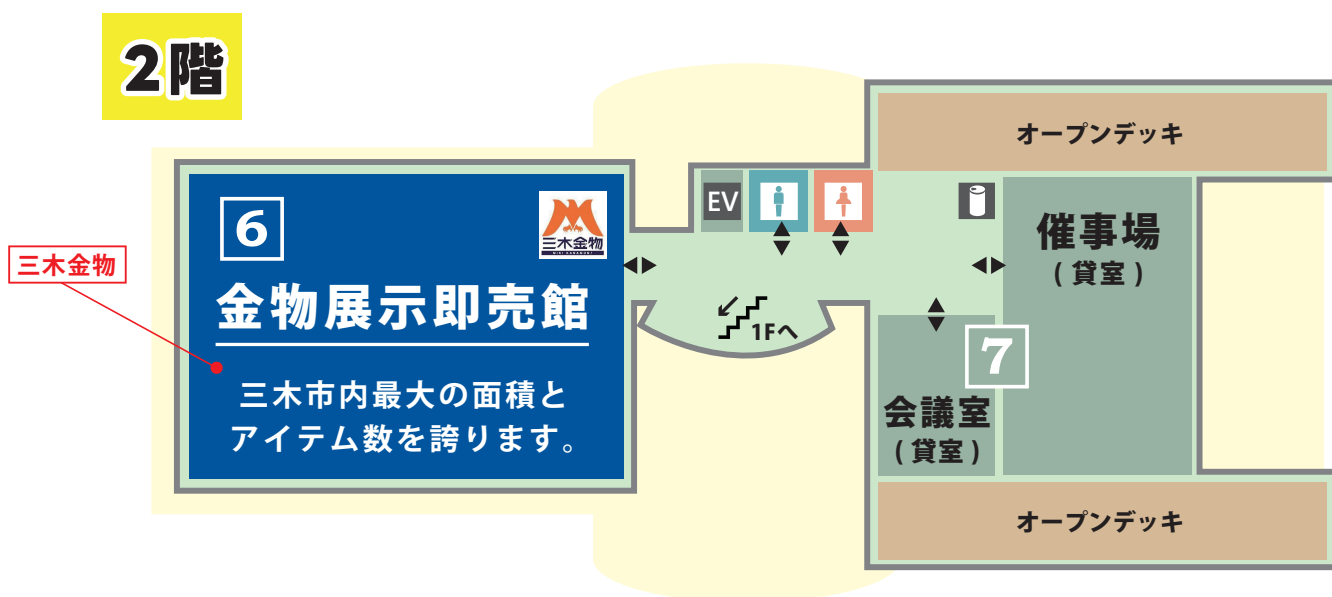 2階
オープンデッキ
EV
6
三木金物
MIKI KANAMONO
三木金物
催事場
(貸室)
金物展示即売館
1Fへ
7
三木市内最大の面積と
アイテム数を誇ります。
会議室
(貸室)
オープンデッキ